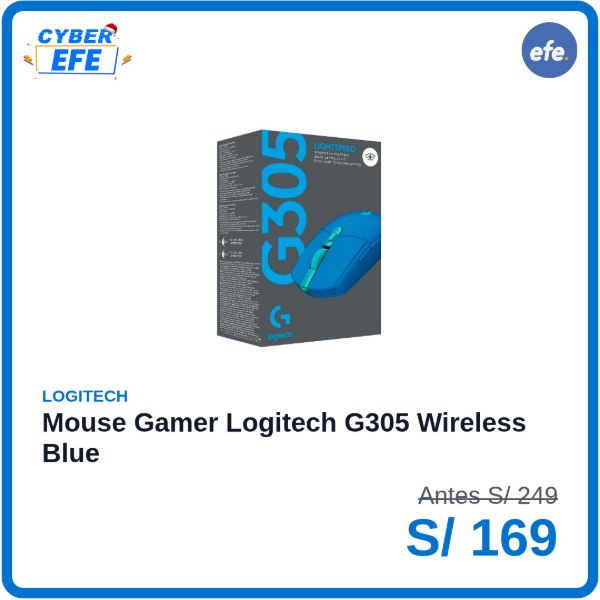 CYBER
EFE
efe.
G305
LIGHTSPEED
logitech
LOGITECH
Mouse Gamer Logitech G305 Wireless
Blue
Antes S/ 249
S/ 169